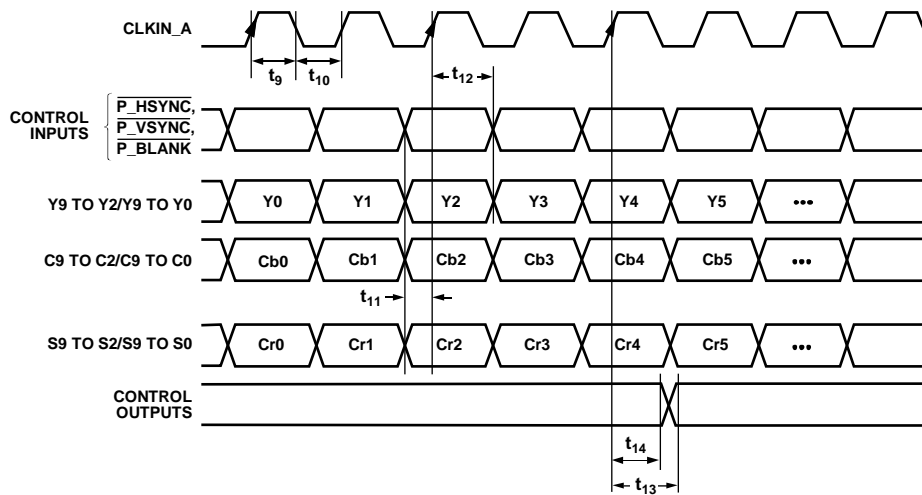 CLKIN_A
t9
t10
t12
CONTROL INPUTS
P_HSYNC,
P_VSYNC,
P_BLANK
Y9 TO Y2/Y9 TO Y0
Y0 Y1 Y2 Y3 Y4 Y5 •••
C9 TO C2/C9 TO C0
Cb0 Cb1 Cb2 Cb3 Cb4 Cb5 •••
t11
S9 TO S2/S9 TO S0
Cr0 Cr1 Cr2 Cr3 Cr4 Cr5 •••
CONTROL
OUTPUTS
t14
t13